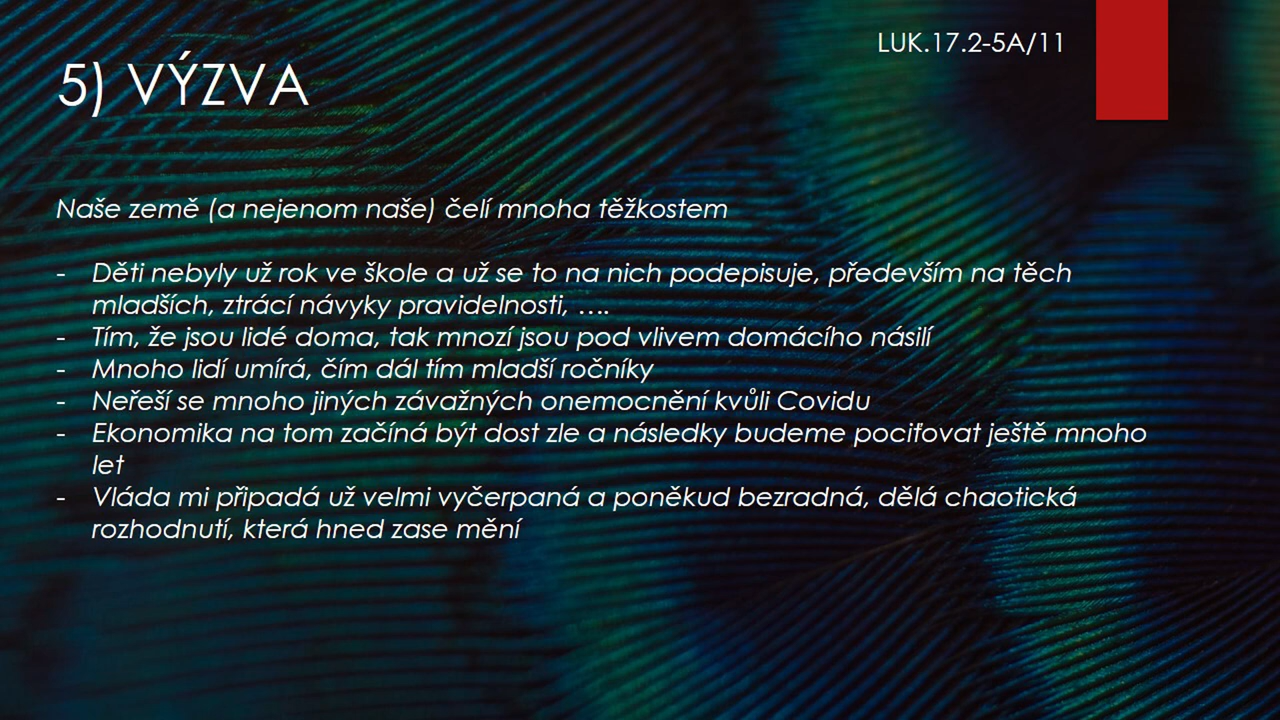 LUK.17.2-5A/11
5) VÝZVA
Naše země (a nejenom naše) čelí mnoha těžkostem
- Děti nebyly už rok ve škole a už se to na nich podepisuje, především na těch
mladších, ztrácí návyky pravidelnosti, ….
- Tím, že jsou lidé doma, tak mnozí jsou pod vlivem domácího násilí
- Mnoho lidí umírá, čím dál tím mladší ročníky
- Neřeší se mnoho jiných závažných onemocnění kvůli Covidu
- Ekonomika na tom začíná být dost zle a následky budeme pociťovat ještě mnoho
let
- Vláda mi připadá už velmi vyčerpaná a poněkud bezradná, dělá chaotická
rozhodnutí, která hned zase mění